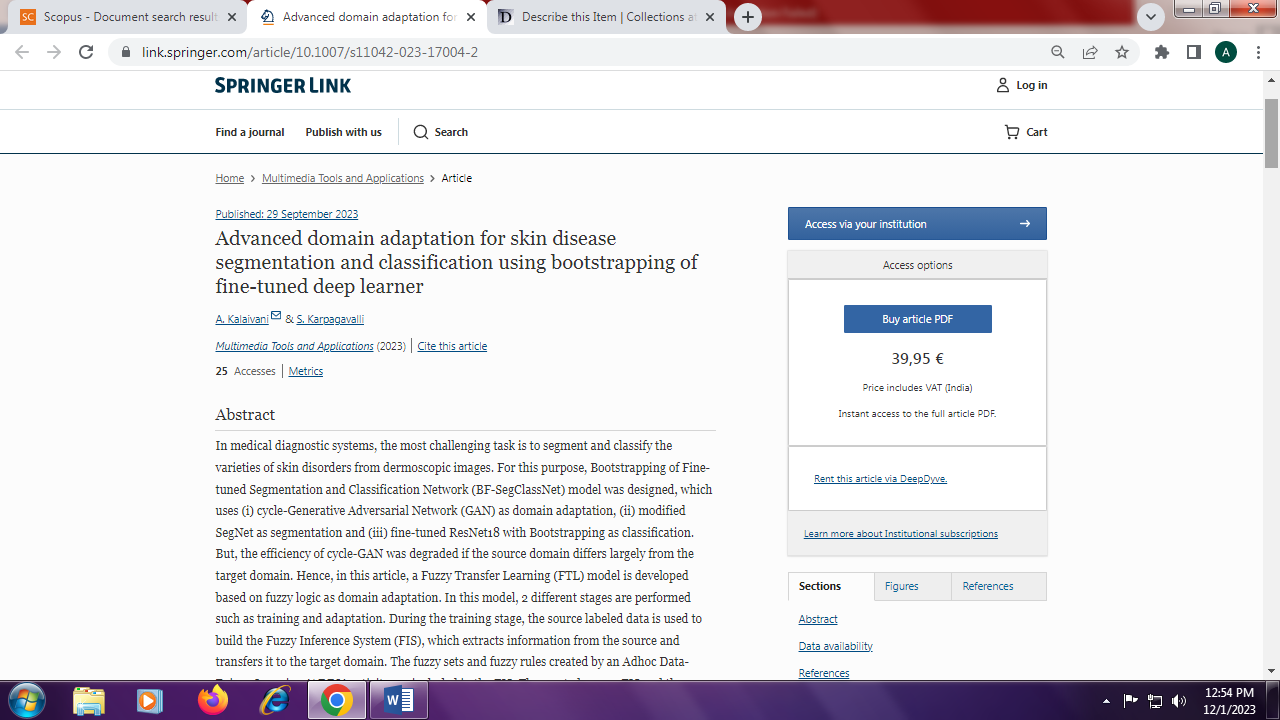 Scopus - Document search result
Advanced domain adaptation for
Describe this Item | Collections a
link.springer.com/article/10.1007/s11042-023-17004-2
A
SPRINGER LINK
Log in
Find a journal
Publish with us
Search
Cart
Home > Multimedia Tools and Applications > Article
Published: 29 September 2023
Advanced domain adaptation for skin disease
segmentation and classification using bootstrapping of
fine-tuned deep learner
A. Kalaivani & S. Karpagavalli
Multimedia Tools and Applications (2023) | Cite this article
25 Accesses | Metrics
Abstract
In medical diagnostic systems, the most challenging task is to segment and classify the
varieties of skin disorders from dermoscopic images. For this purpose, Bootstrapping of Fine-
tuned Segmentation and Classification Network (BF-SegClassNet) model was designed, which
uses (i) cycle-Generative Adversarial Network (GAN) as domain adaptation, (ii) modified
SegNet as segmentation and (iii) fine-tuned ResNet18 with Bootstrapping as classification.
But, the efficiency of cycle-GAN was degraded if the source domain differs largely from the
target domain. Hence, in this article, a Fuzzy Transfer Learning (FTL) model is developed
based on fuzzy logic as domain adaptation. In this model, 2 different stages are performed
such as training and adaptation. During the training stage, the source labeled data is used to
build the Fuzzy Inference System (FIS), which extracts information from the source and
transfers it to the target domain. The fuzzy sets and fuzzy rules created by an Adhoc Data-
Access via your institution →
Access options
Buy article PDF
39,95 €
Price includes VAT (India)
Instant access to the full article PDF.
Rent this article via DeepDyve.
Learn more about Institutional subscriptions
Sections
Figures
References
Abstract
Data availability
References
12:54 PM
12/1/2023